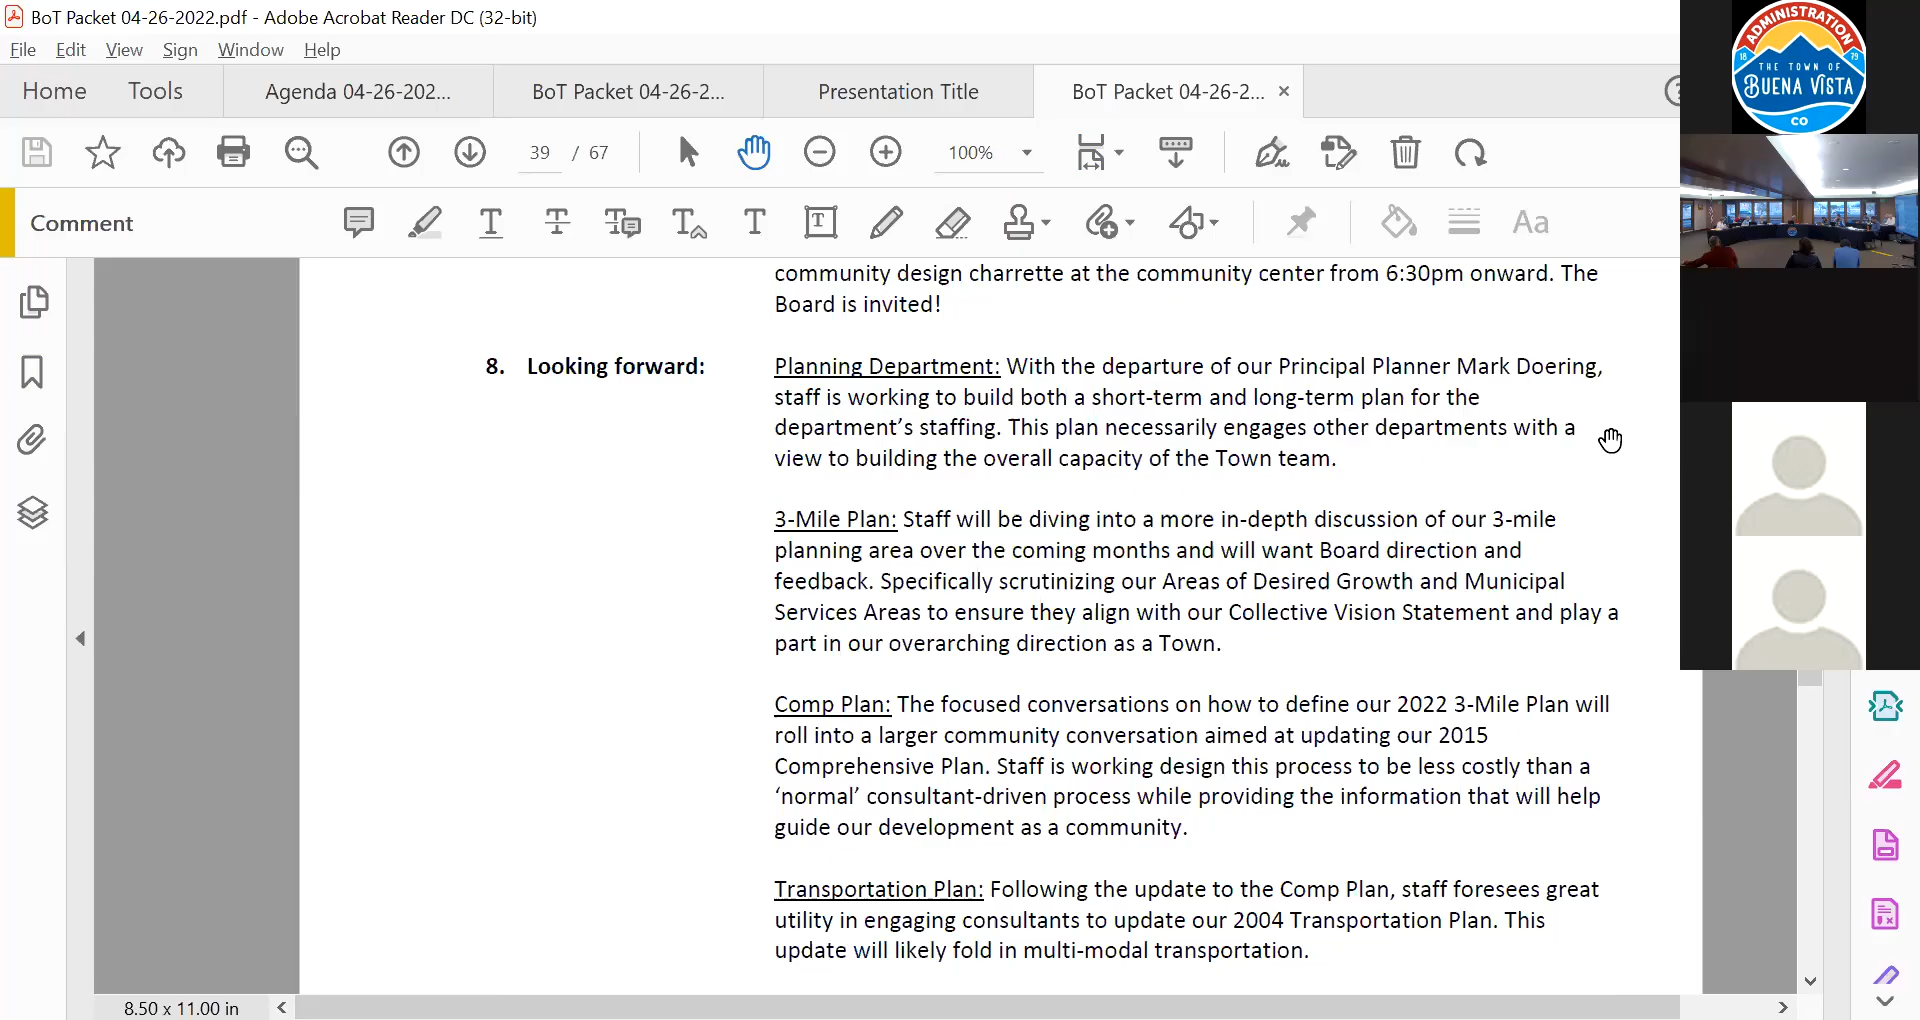 BoT Packet 04-26-2022.pdf - Adobe Acrobat Reader DC (32-bit)
File Edit View Sign Window Help
Home Tools Agenda 04-26-202... BoT Packet 04-26-2... Presentation Title BoT Packet 04-26-2... ×
39 / 67 100%
Comment
Aa
community design charrette at the community center from 6:30pm onward. The
Board is invited!
8. Looking forward: Planning Department: With the departure of our Principal Planner Mark Doering,
staff is working to build both a short-term and long-term plan for the
department’s staffing. This plan necessarily engages other departments with a
view to building the overall capacity of the Town team.
3-Mile Plan: Staff will be diving into a more in-depth discussion of our 3-mile
planning area over the coming months and will want Board direction and
feedback. Specifically scrutinizing our Areas of Desired Growth and Municipal
Services Areas to ensure they align with our Collective Vision Statement and play a
part in our overarching direction as a Town.
Comp Plan: The focused conversations on how to define our 2022 3-Mile Plan will
roll into a larger community conversation aimed at updating our 2015
Comprehensive Plan. Staff is working design this process to be less costly than a
‘normal’ consultant-driven process while providing the information that will help
guide our development as a community.
Transportation Plan: Following the update to the Comp Plan, staff foresees great
utility in engaging consultants to update our 2004 Transportation Plan. This
update will likely fold in multi-modal transportation.
8.50 x 11.00 in
ADMINISTRATION
18 79
THE TOWN OF
BUENA VISTA
CO